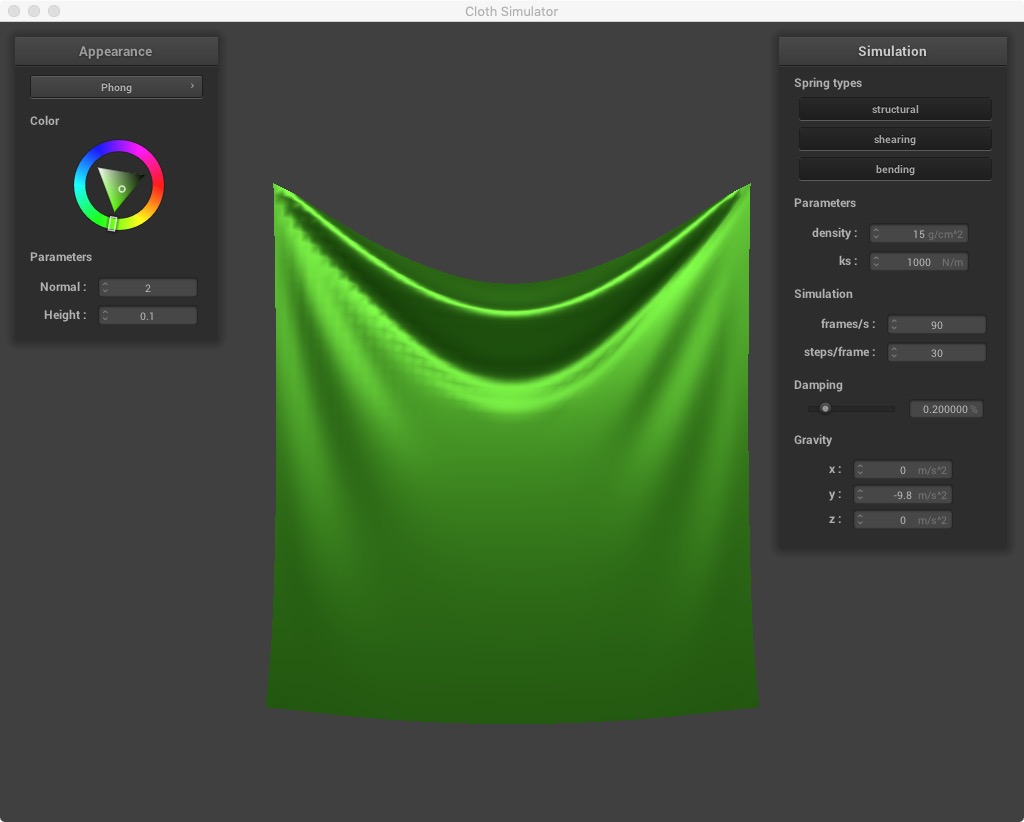 Cloth Simulator
Appearance
Phong
Color
Parameters
Normal : 2
Height : 0.1
Simulation
Spring types
structural
shearing
bending
Parameters
density : 15 g/cm^2
ks : 1000 N/m
Simulation
frames/s : 90
steps/frame : 30
Damping
0.200000 %
Gravity
x : 0 m/s^2
y : -9.8 m/s^2
z : 0 m/s^2